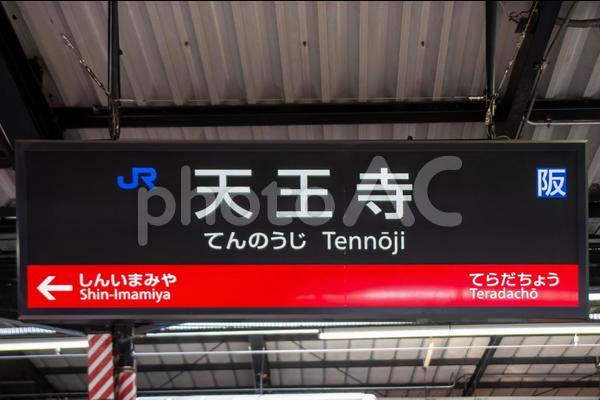 JR 天王寺 阪
てんのうじ Tennōji
しんいまみや てらだちょう
Shin-Imamiya Teradachō
photoAC